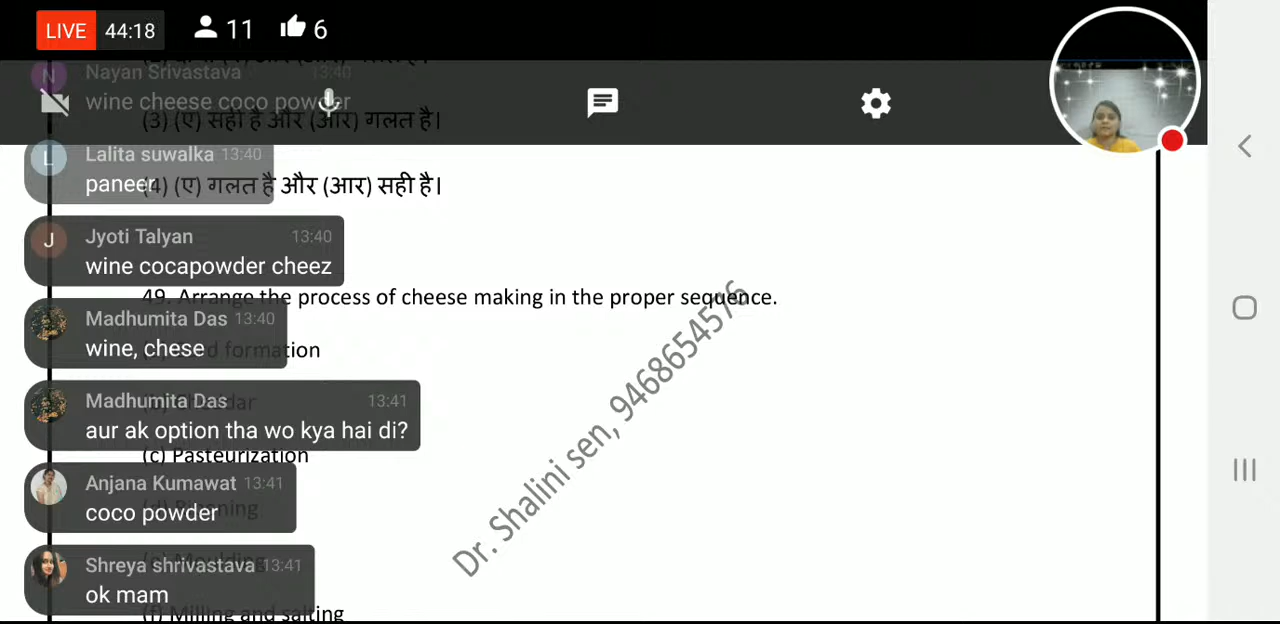 LIVE 44:18 11 6
Nayan Srivastava 13:40
wine cheese coco powder
(3) (ए) सही है और (आर) गलत है।
Lalita suwalka 13:40
paneer
(4) (ए) गलत है और (आर) सही है।
J
Jyoti Talyan 13:40
wine cocapowder cheez
49. Arrange the process of cheese making in the proper sequence.
Madhumita Das 13:40
wine, chese
formation
Madhumita Das 13:41
aur ak option tha wo kya hai di?
(c) Pasteurization
Anjana Kumawat 13:41
coco powder
(d) Ripening
Shreya shrivastava 13:41
(e) Moulding
ok mam
(f) Milling and salting
Dr. Shalini sen, 9468654576